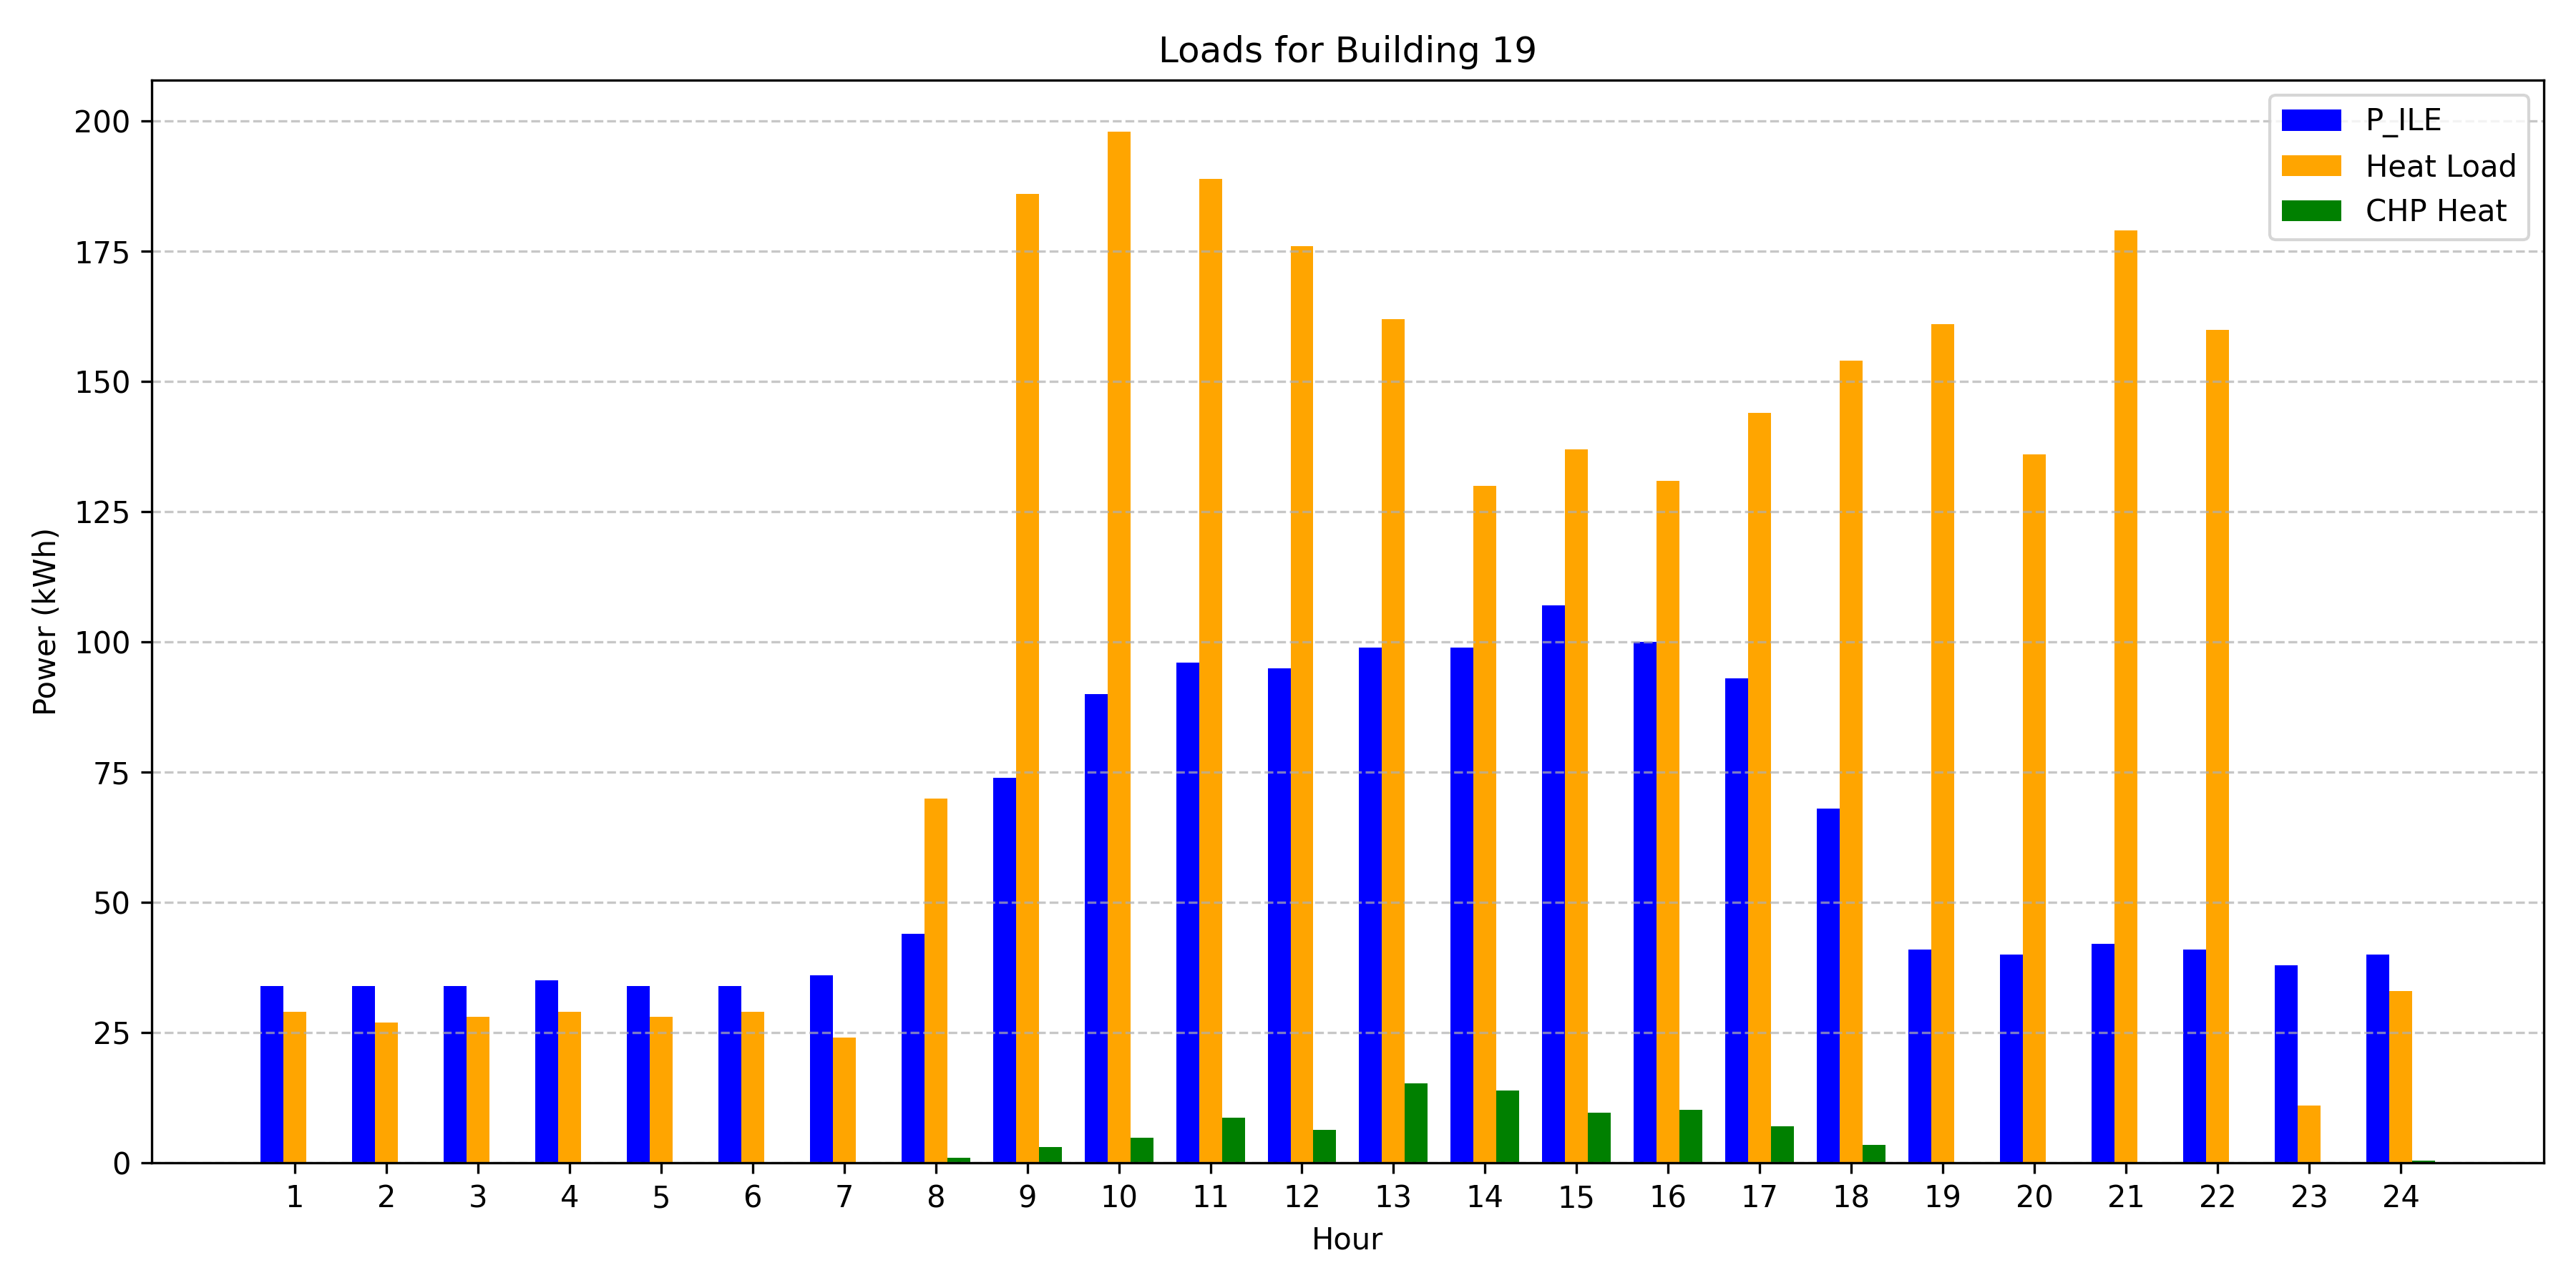 Loads for Building 19
P_ILE
Heat Load
CHP Heat
Power (kWh)
200
175
150
125
100
75
50
25
0
1 2 3 4 5 6 7 8 9 10 11 12 13 14 15 16 17 18 19 20 21 22 23 24
Hour